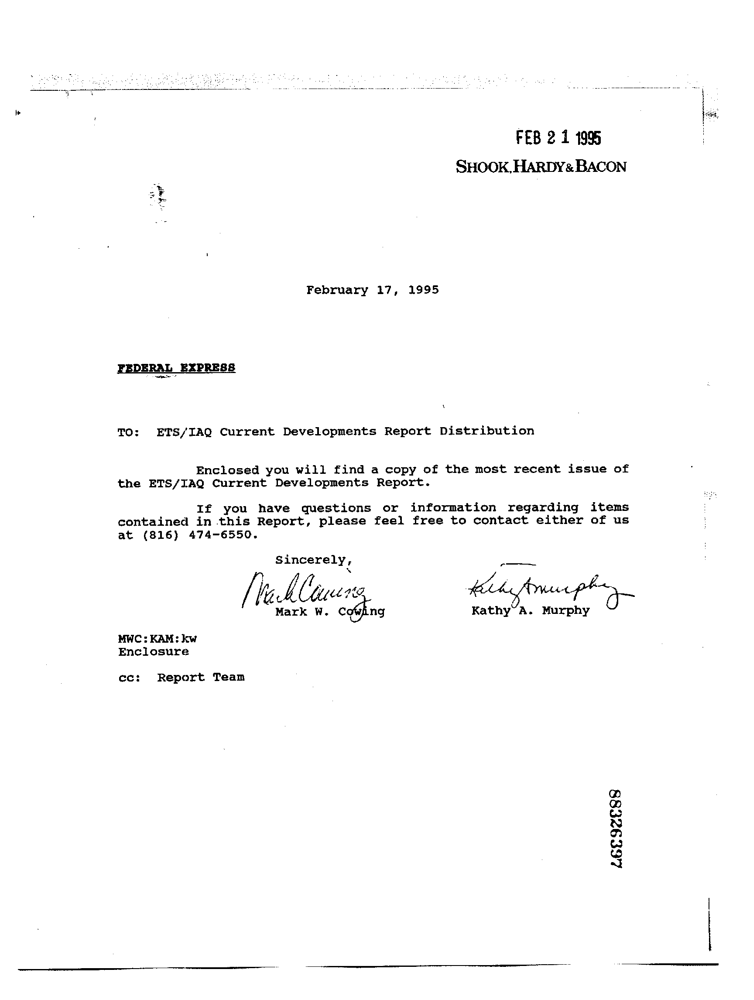 FEB 21 1995
SHOOK, HARDY & BACON
February 17, 1995
FEDERAL EXPRESS
TO: ETS/IAQ Current Developments Report Distribution
Enclosed you will find a copy of the most recent issue of
the ETS/IAQ Current Developments Report.
If you have questions or information regarding items
contained in this Report, please feel free to contact either of us
at (816) 474-6550.
Sincerely,
Mark Cowing Kathy A Murphy
Mark W. Cowing Kathy A. Murphy
MWC:KAM:kw
Enclosure
cc: Report Team
88326397